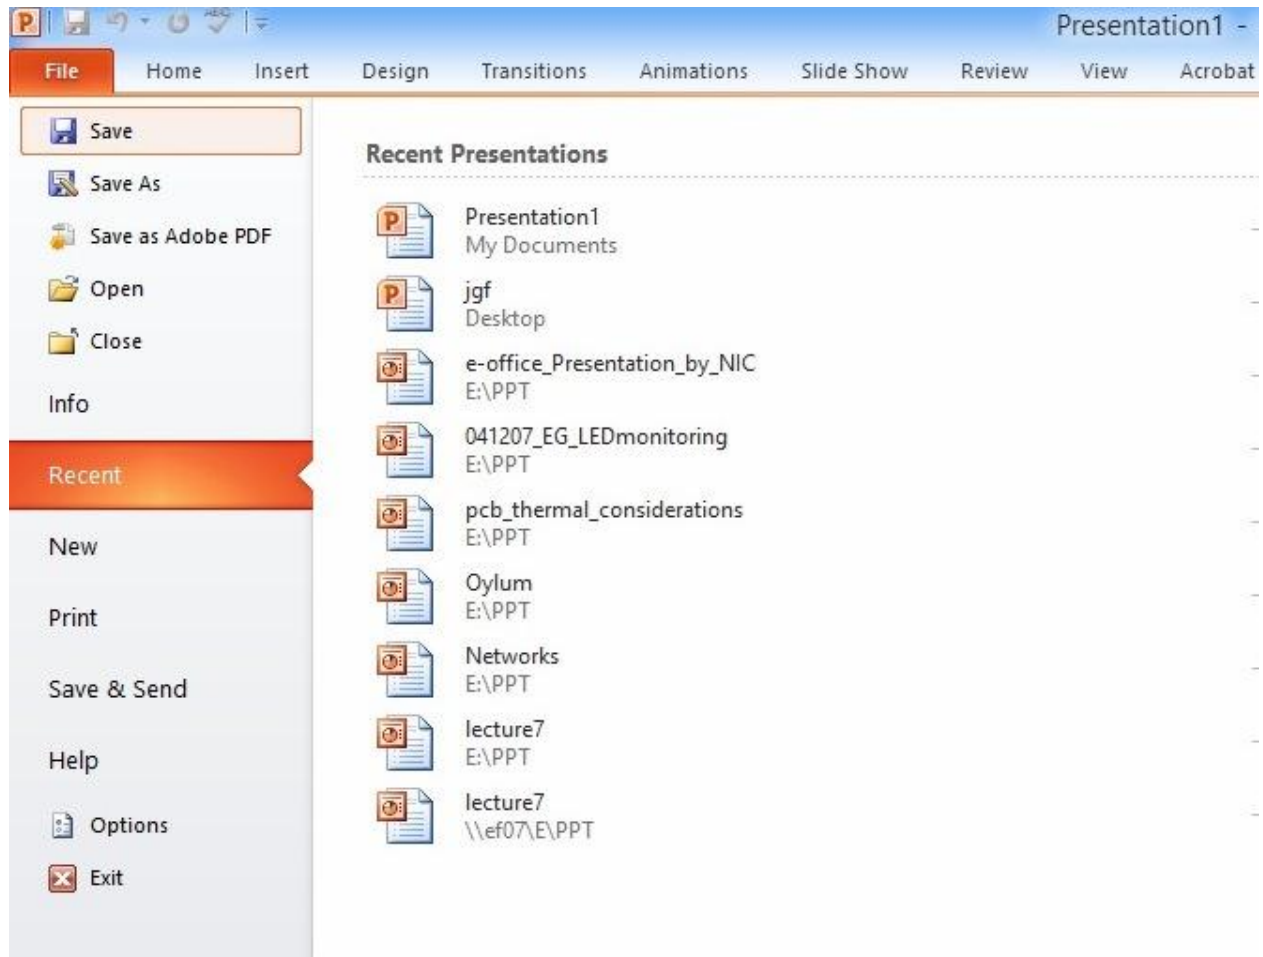 Presentation1 -
File Home Insert Design Transitions Animations Slide Show Review View Acrobat
Save
Save As
Save as Adobe PDF
Open
Close
Info
Recent
New
Print
Save & Send
Help
Options
Exit
Recent Presentations
Presentation1
My Documents
jgf
Desktop
e-office_Presentation_by_NIC
E:\PPT
041207_EG_LEDmonitoring
E:\PPT
pcb_thermal_considerations
E:\PPT
Oylum
E:\PPT
Networks
E:\PPT
lecture7
E:\PPT
lecture7
\\ef07\E\PPT